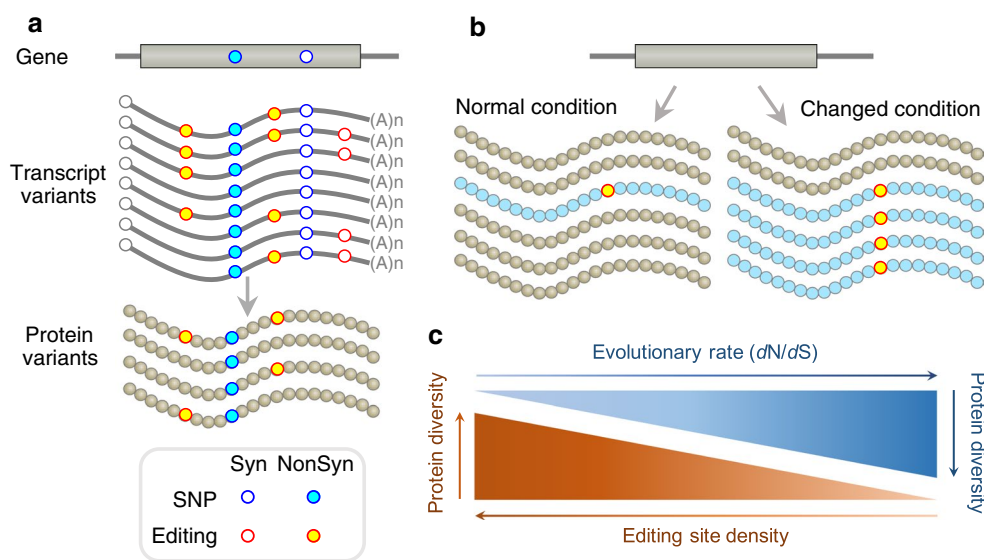 a
Gene
Transcript
variants
(A)n
(A)n
(A)n
(A)n
(A)n
(A)n
(A)n
(A)n
Protein
variants
Syn NonSyn
SNP
Editing
b
Normal condition
Changed condition
c
Evolutionary rate (dN/dS)
Protein diversity
Protein diversity
Editing site density